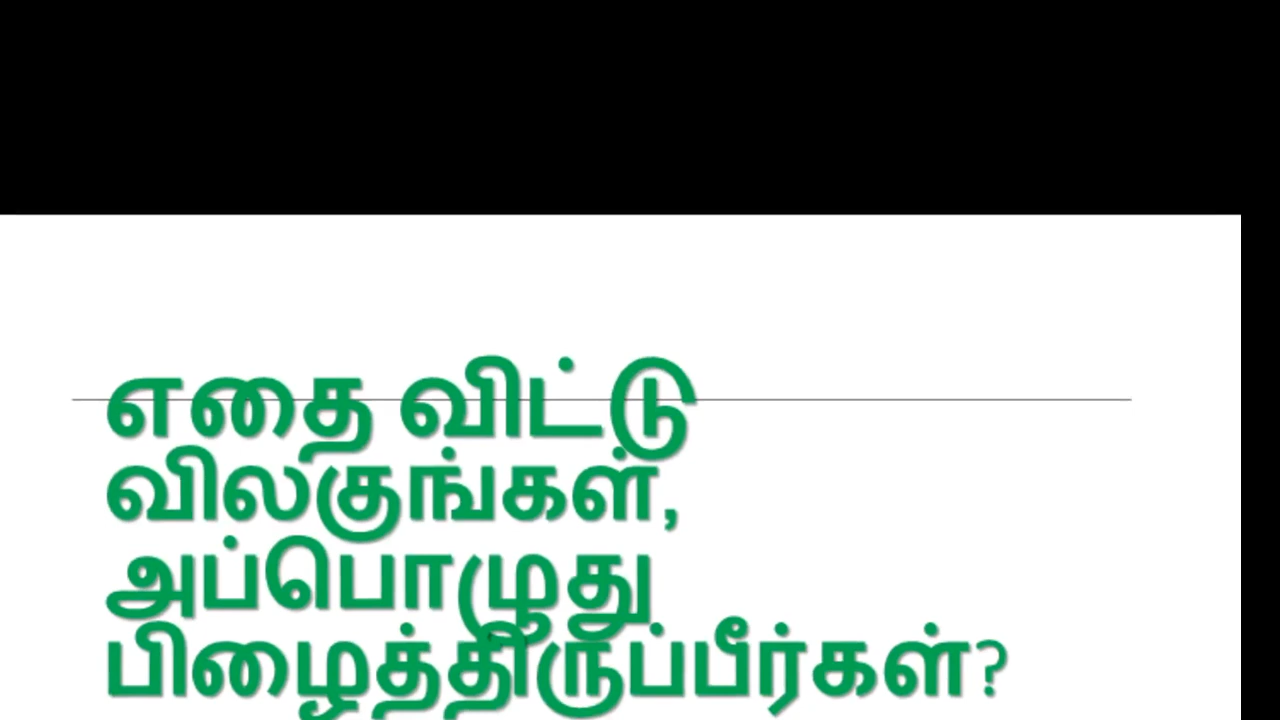 எதை விட்டு
விலகுங்கள்,
அப்பொழுது
பிழைத்திருப்பீர்கள்?